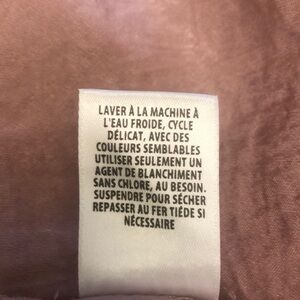 LAVER À LA MACHINE À
L'EAU FROIDE, CYCLE
DÉLICAT, AVEC DES
COULEURS SEMBLABLES
UTILISER SEULEMENT UN
AGENT DE BLANCHIMENT
SANS CHLORE, AU BESOIN.
SUSPENDRE POUR SÉCHER
REPASSER AU FER TIÉDE SI
NÉCESSAIRE